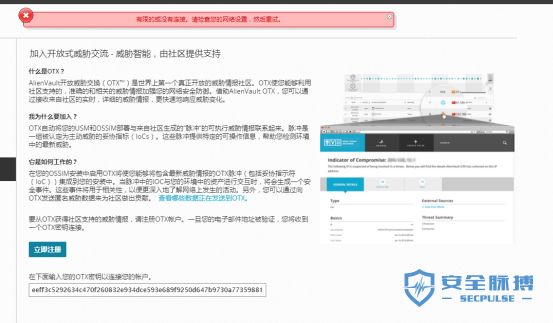 有限的或没有连接。请检查您的网络设置，然后重试。
加入开放式威胁交流 - 威胁智能，由社区提供支持
什么是OTX？
AlienVault开放威胁交换（OTX™）是世界上第一个真正开放的威胁情报社区。OTX使您能够利用
社区支持的，准确的和相关的威胁情报加强您的网络安全防御。借助AlienVault OTX，您可以通
过接收来自社区的实时，详细的威胁情报，更快速地响应威胁变化。
我为什么要加入？
OTX自动将您的USM和OSSIM部署与来自社区生成的“脉冲”的可执行威胁情报联系起来。脉冲是
一组被认定为主动威胁的妥协指标（IoCs）。这些脉冲提供特定的可操作信息，帮助您检测环境
中的最新威胁。
它是如何工作的？
在您的OSSIM安装中启用OTX将使您能够将包含最新威胁情报的OTX脉冲（包括妥协指示符
（IoC））集成到您的安装中。当脉冲中的IOC与您的环境中的资产进行交互时，将会生成一个安
全事件。这些事件将用于相关性，以便更深入地了解网络上发生的活动。另外，您可以通过向
OTX发送匿名威胁数据来为社区做出贡献。 查看哪些数据正在发送到OTX。
要从OTX获得社区支持的威胁情报，请注册OTX帐户。一旦您的电子邮件地址被验证，您将收到
一个OTX密钥连接。
立即注册
在下面输入您的OTX密钥以连接您的帐户。
eeff3c5292634c470f260832e934dce593e689f9250d647b9730a77359881
Indicator of Compromise:
GENERAL DETAILS
Type
External Sources
Basics
Threat Summary
安全脉搏
SECPULSE